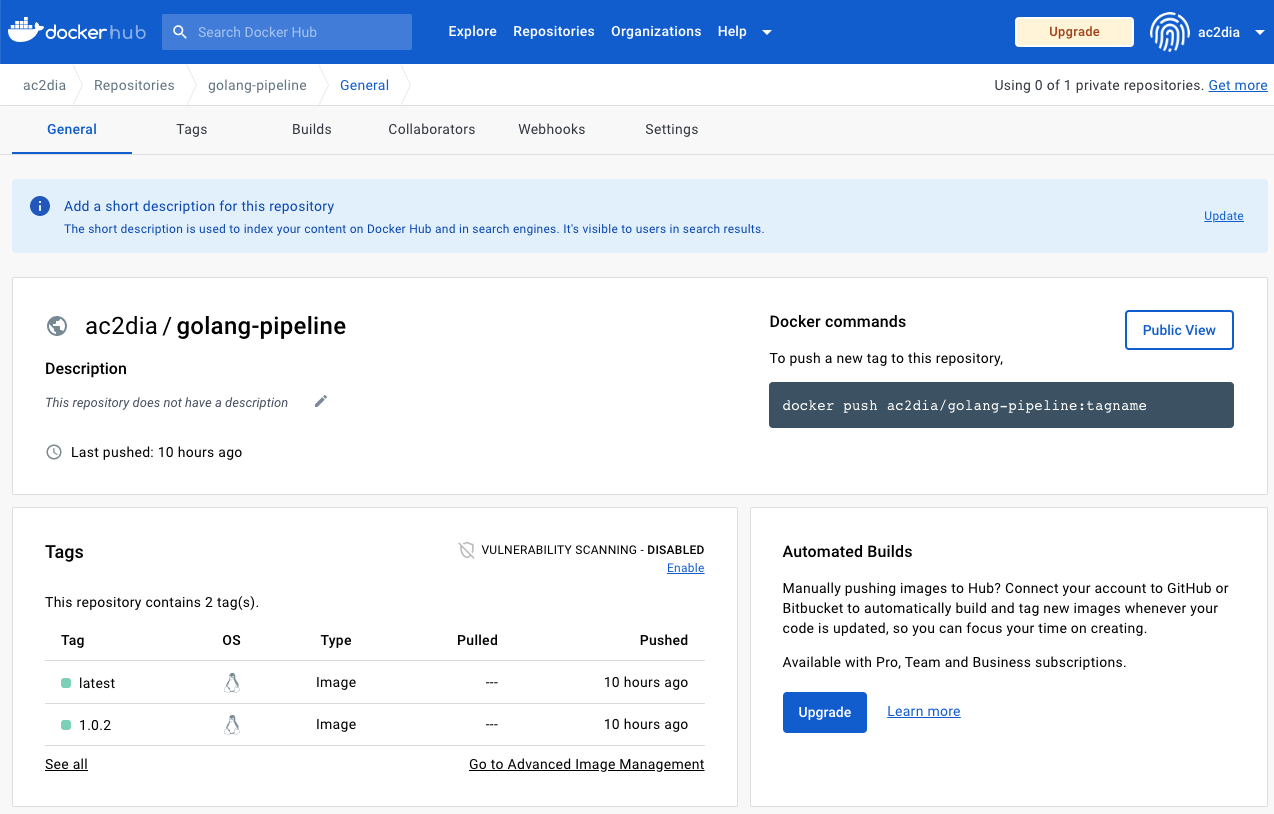 dockerhub
Search Docker Hub
Explore Repositories Organizations Help
Upgrade
ac2dia
ac2dia Repositories golang-pipeline General
Using 0 of 1 private repositories. Get more
General Tags Builds Collaborators Webhooks Settings
Add a short description for this repository
The short description is used to index your content on Docker Hub and in search engines. It's visible to users in search results.
Update
ac2dia / golang-pipeline
Description
This repository does not have a description
Last pushed: 10 hours ago
Docker commands
Public View
To push a new tag to this repository,
docker push ac2dia/golang-pipeline:tagname
Tags
VULNERABILITY SCANNING - DISABLED
Enable
This repository contains 2 tag(s).
Tag OS Type Pulled Pushed
latest Image --- 10 hours ago
1.0.2 Image --- 10 hours ago
See all
Go to Advanced Image Management
Automated Builds
Manually pushing images to Hub? Connect your account to GitHub or
Bitbucket to automatically build and tag new images whenever your
code is updated, so you can focus your time on creating.
Available with Pro, Team and Business subscriptions.
Upgrade
Learn more